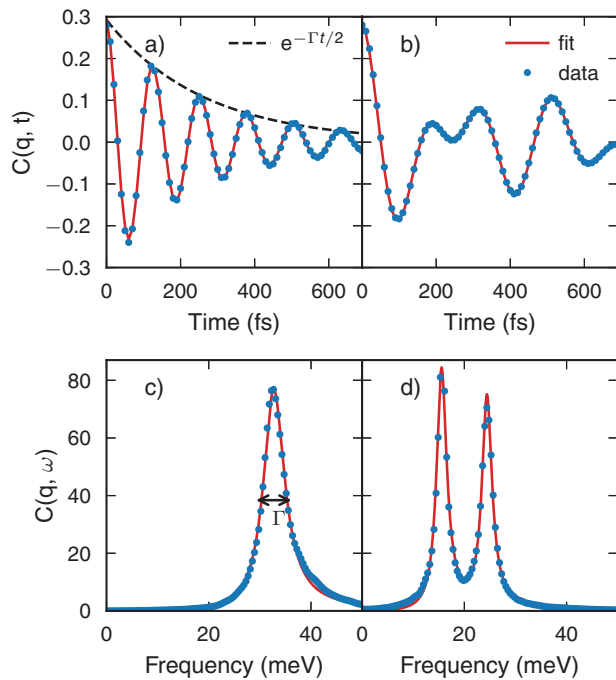 0.3
0.2
0.1
0.0
−0.1
−0.2
−0.3
C(q, t)
a)
e^{−Γt/2}
0 200 400 600
Time (fs)
b)
fit
data
0 200 400 600
Time (fs)
80
60
40
20
0
C(q, ω)
c)
Γ
0 20 40
Frequency (meV)
d)
0 20 40
Frequency (meV)